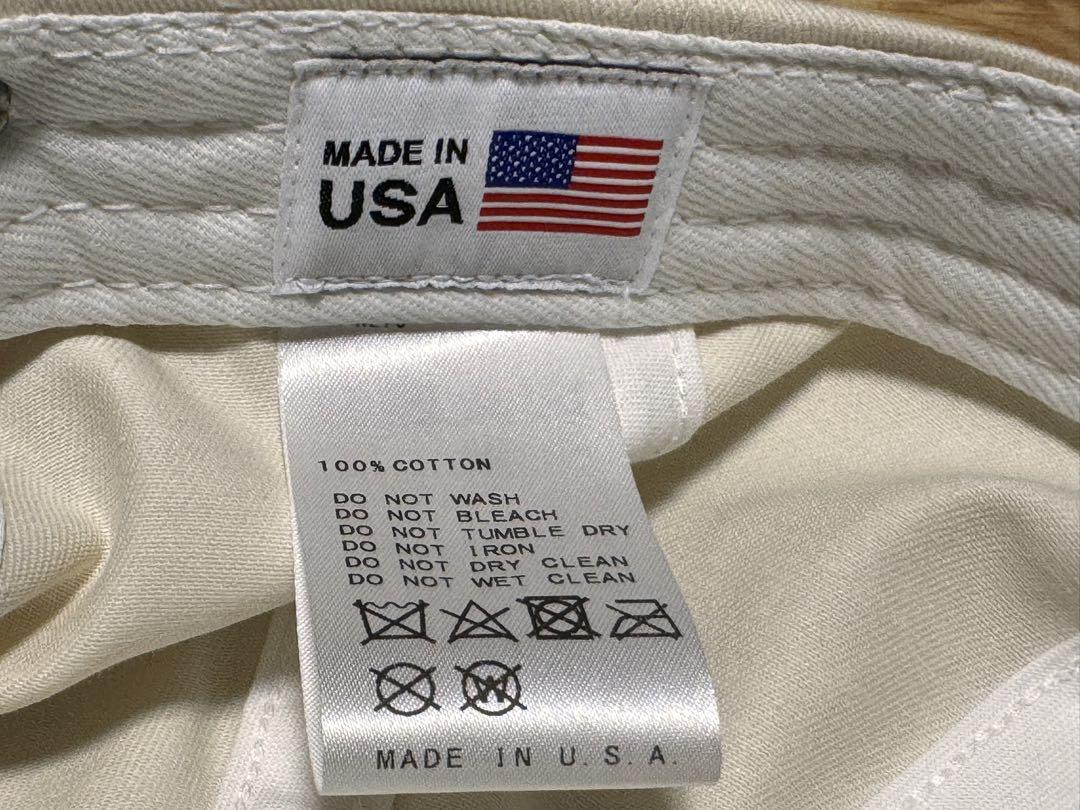 MADE IN
USA
100% COTTON
DO NOT WASH
DO NOT BLEACH
DO NOT TUMBLE DRY
DO NOT IRON
DO NOT DRY CLEAN
DO NOT WET CLEAN
W
MADE IN U.S.A.